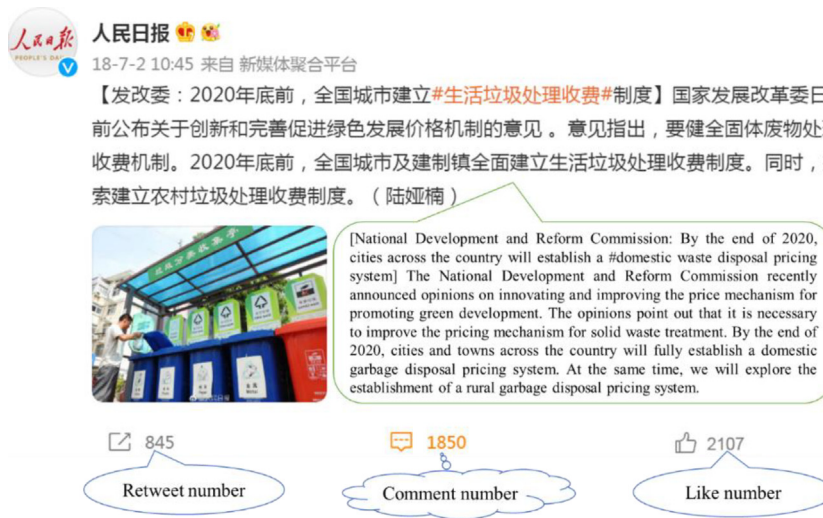 人民日报
PEOPLE'S DAILY
人民日报
18-7-2 10:45 来自 新媒体聚合平台
【发改委：2020年底前，全国城市建立#生活垃圾处理收费#制度】国家发展改革委日
前公布关于创新和完善促进绿色发展价格机制的意见 。意见指出，要健全固体废物处
收费机制。2020年底前，全国城市及建制镇全面建立生活垃圾处理收费制度。同时，
索建立农村垃圾处理收费制度。（陆娅楠）
[National Development and Reform Commission: By the end of 2020,
cities across the country will establish a #domestic waste disposal pricing
system] The National Development and Reform Commission recently
announced opinions on innovating and improving the price mechanism for
promoting green development. The opinions point out that it is necessary
to improve the pricing mechanism for solid waste treatment. By the end of
2020, cities and towns across the country will fully establish a domestic
garbage disposal pricing system. At the same time, we will explore the
establishment of a rural garbage disposal pricing system.
845
1850
2107
Retweet number
Comment number
Like number